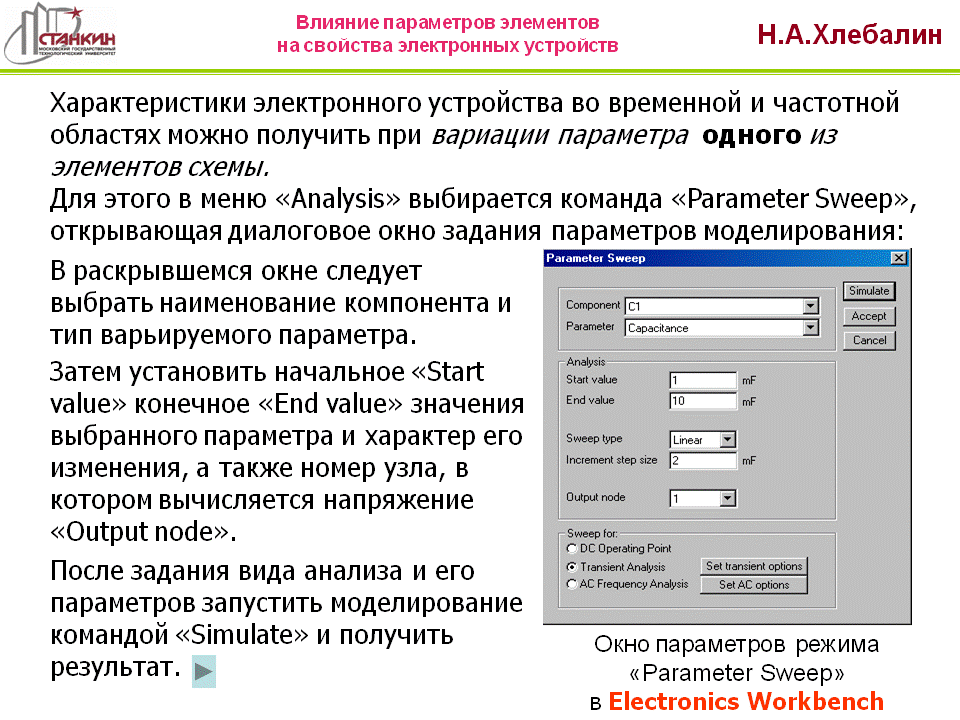 СТАНКИН
МОСКОВСКИЙ ГОСУДАРСТВЕННЫЙ
ТЕХНОЛОГИЧЕСКИЙ УНИВЕРСИТЕТ
Влияние параметров элементов
на свойства электронных устройств
Н.А.Хлебалин
Характеристики электронного устройства во временной и частотной
областях можно получить при вариации параметра одного из
элементов схемы.
Для этого в меню «Analysis» выбирается команда «Parameter Sweep»,
открывающая диалоговое окно задания параметров моделирования:
В раскрывшемся окне следует
выбрать наименование компонента и
тип варьируемого параметра.
Затем установить начальное «Start
value» конечное «End value» значения
выбранного параметра и характер его
изменения, а также номер узла, в
котором вычисляется напряжение
«Output node».
После задания вида анализа и его
параметров запустить моделирование
командой «Simulate» и получить
результат.
Parameter Sweep
Component C1
Parameter Capacitance
Simulate
Accept
Cancel
Analysis
Start value 1 mF
End value 10 mF
Sweep type Linear
Increment step size 2 mF
Output node 1
Sweep for:
DC Operating Point
Transient Analysis Set transient options
AC Frequency Analysis Set AC options
Окно параметров режима
«Parameter Sweep»
в Electronics Workbench